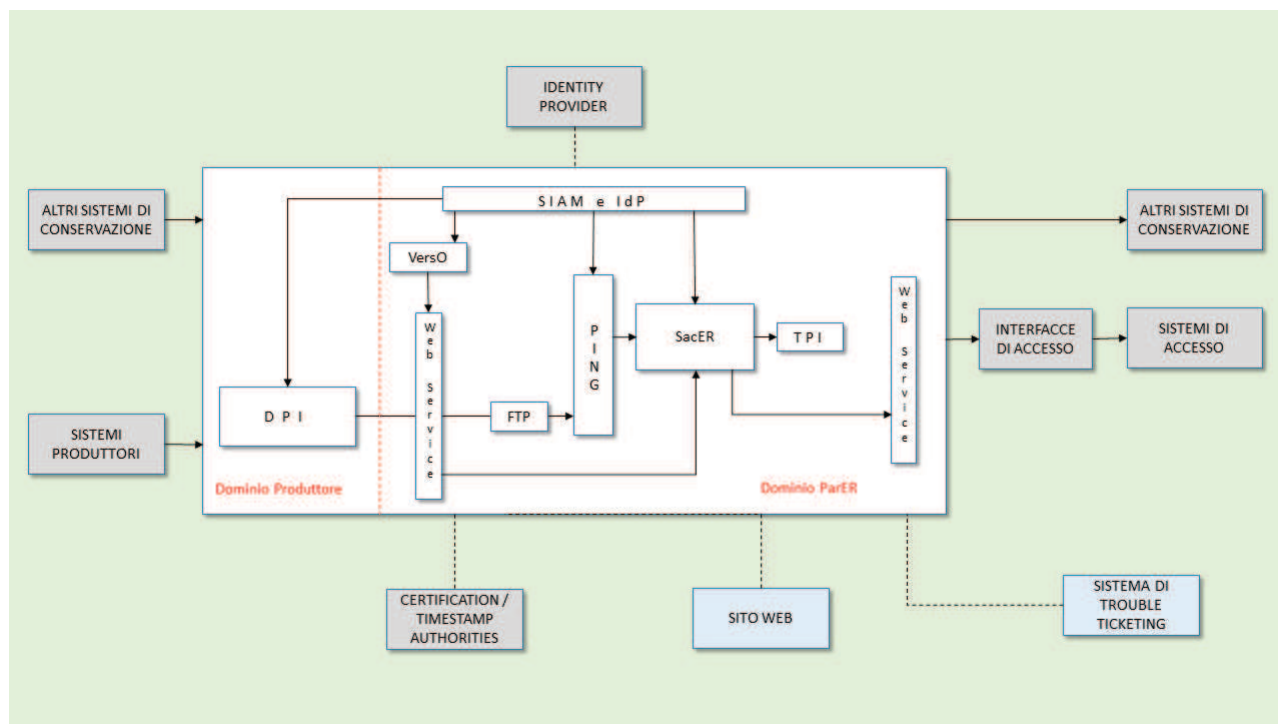 IDENTITY
PROVIDER
ALTRI SISTEMI DI
CONSERVAZIONE
SIAM e IdP
ALTRI SISTEMI DI
CONSERVAZIONE
VersO
Web Service
PING
SacER
TPI
Web Service
INTERFACCE
DI ACCESSO
SISTEMI DI
ACCESSO
DPI
FTP
SISTEMI
PRODUTTORI
Dominio Produttore
Dominio ParER
CERTIFICATION /
TIMESTAMP
AUTHORITIES
SITO WEB
SISTEMA DI
TROUBLE
TICKETING